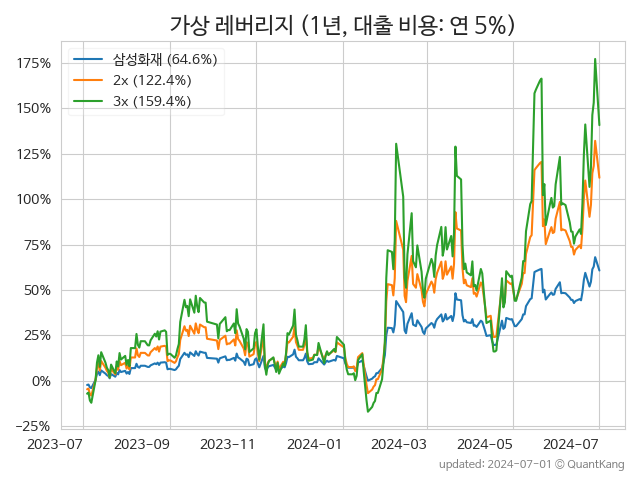 가상 레버리지 (1년, 대출 비용: 연 5%)
삼성화재 (64.6%)
2x (122.4%)
3x (159.4%)
175%
150%
125%
100%
75%
50%
25%
0%
−25%
2023-07 2023-09 2023-11 2024-01 2024-03 2024-05 2024-07
updated: 2024-07-01 © QuantKang